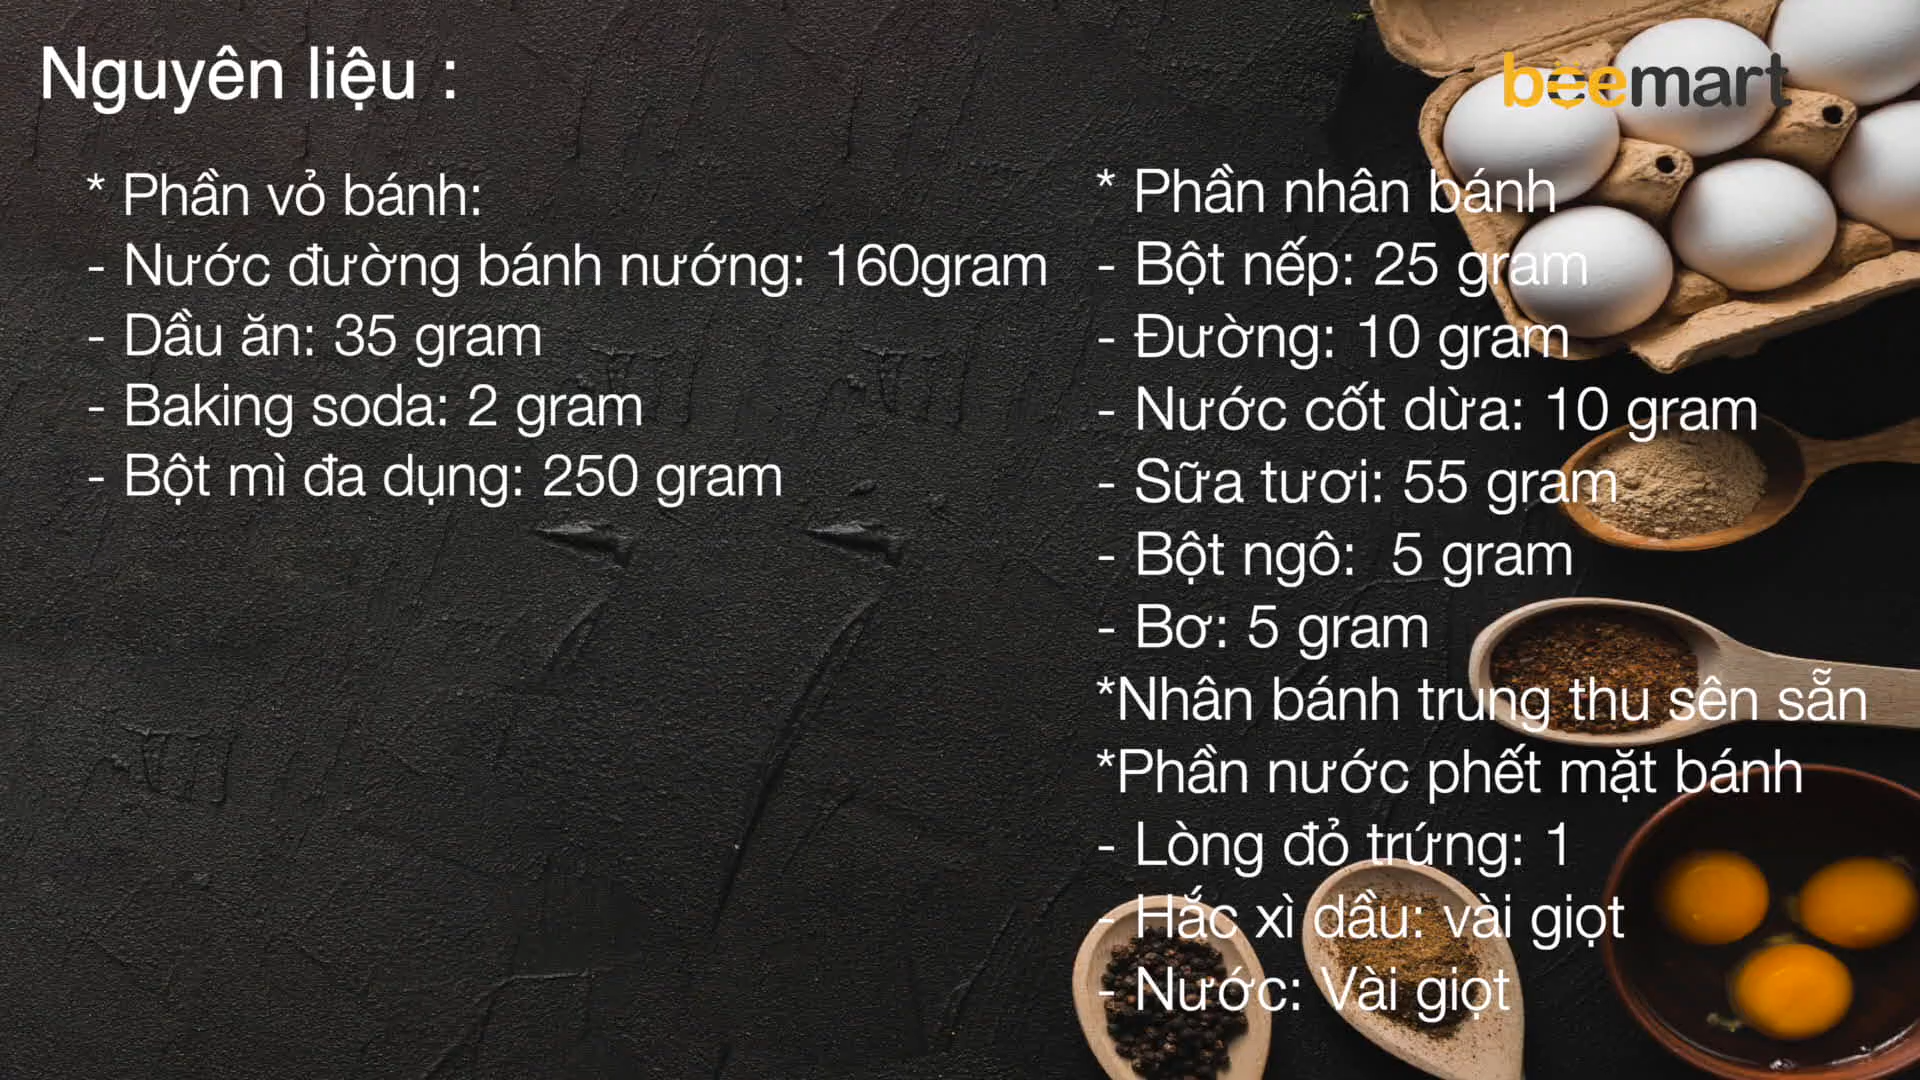 Nguyên liệu :
beemart
* Phần vỏ bánh:
- Nước đường bánh nướng: 160gram
- Dầu ăn: 35 gram
- Baking soda: 2 gram
- Bột mì đa dụng: 250 gram
* Phần nhân bánh
- Bột nếp: 25 gram
- Đường: 10 gram
- Nước cốt dừa: 10 gram
- Sữa tươi: 55 gram
- Bột ngô:  5 gram
- Bơ: 5 gram
*Nhân bánh trung thu sên sẵn
*Phần nước phết mặt bánh
- Lòng đỏ trứng: 1
- Hắc xì dầu: vài giọt
- Nước: Vài giọt